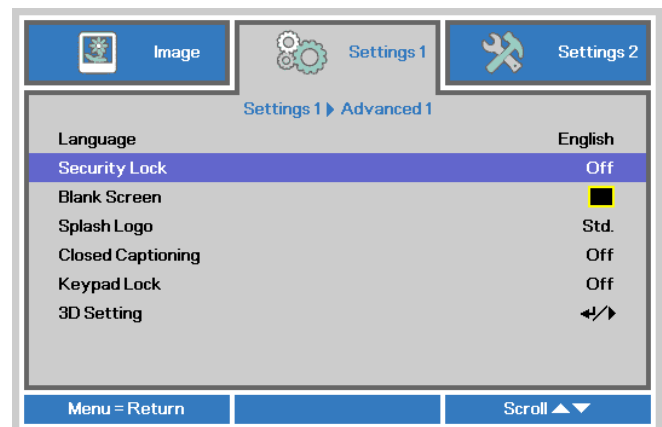 Image Settings 1 Settings 2
Settings 1 ▶ Advanced 1
Language English
Security Lock Off
Blank Screen
Splash Logo Std.
Closed Captioning Off
Keypad Lock Off
3D Setting ↵/▶
Menu = Return Scroll ▲▼